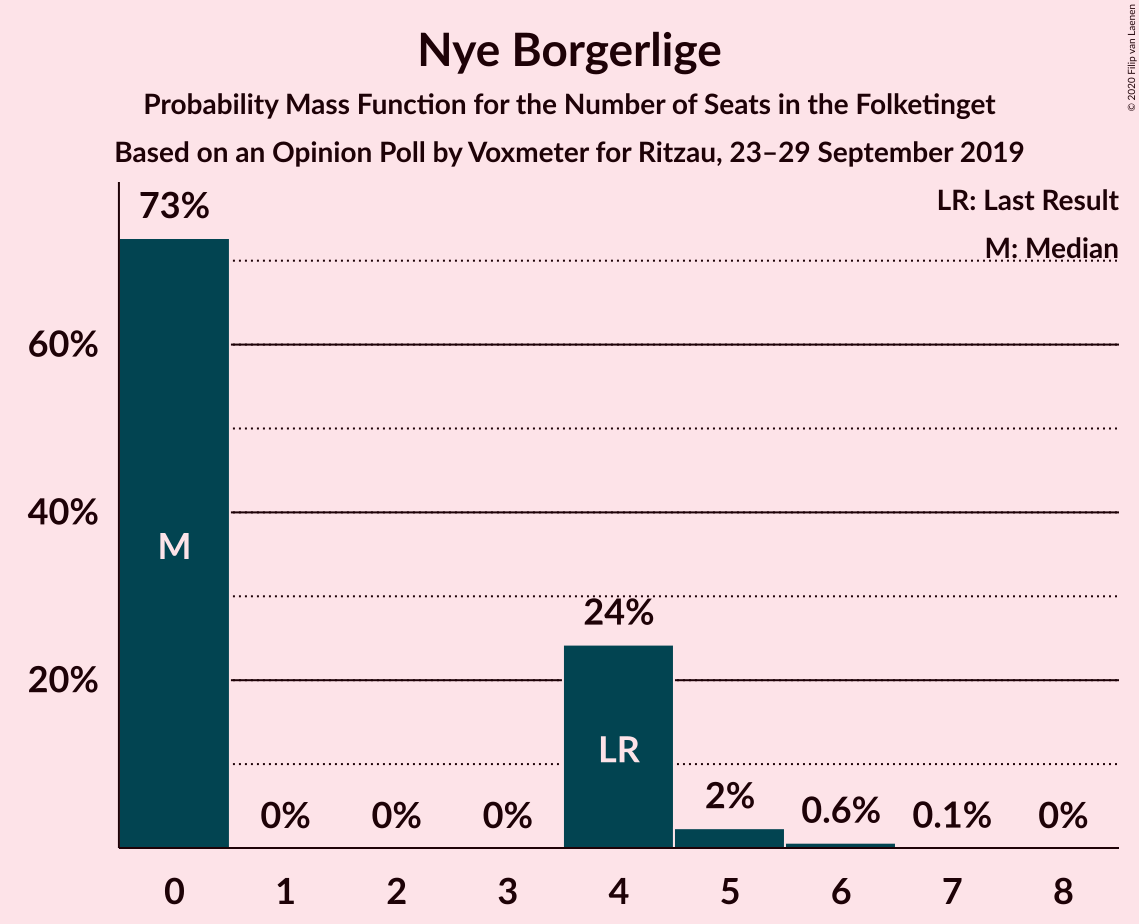 Nye Borgerlige
Probability Mass Function for the Number of Seats in the Folketinget
Based on an Opinion Poll by Voxmeter for Ritzau, 23–29 September 2019
© 2020 Filip van Laenen
LR: Last Result
M: Median
73%
60%
40%
20%
M
24%
LR
0%
0%
0%
2%
0.6%
0.1%
0%
0 1 2 3 4 5 6 7 8